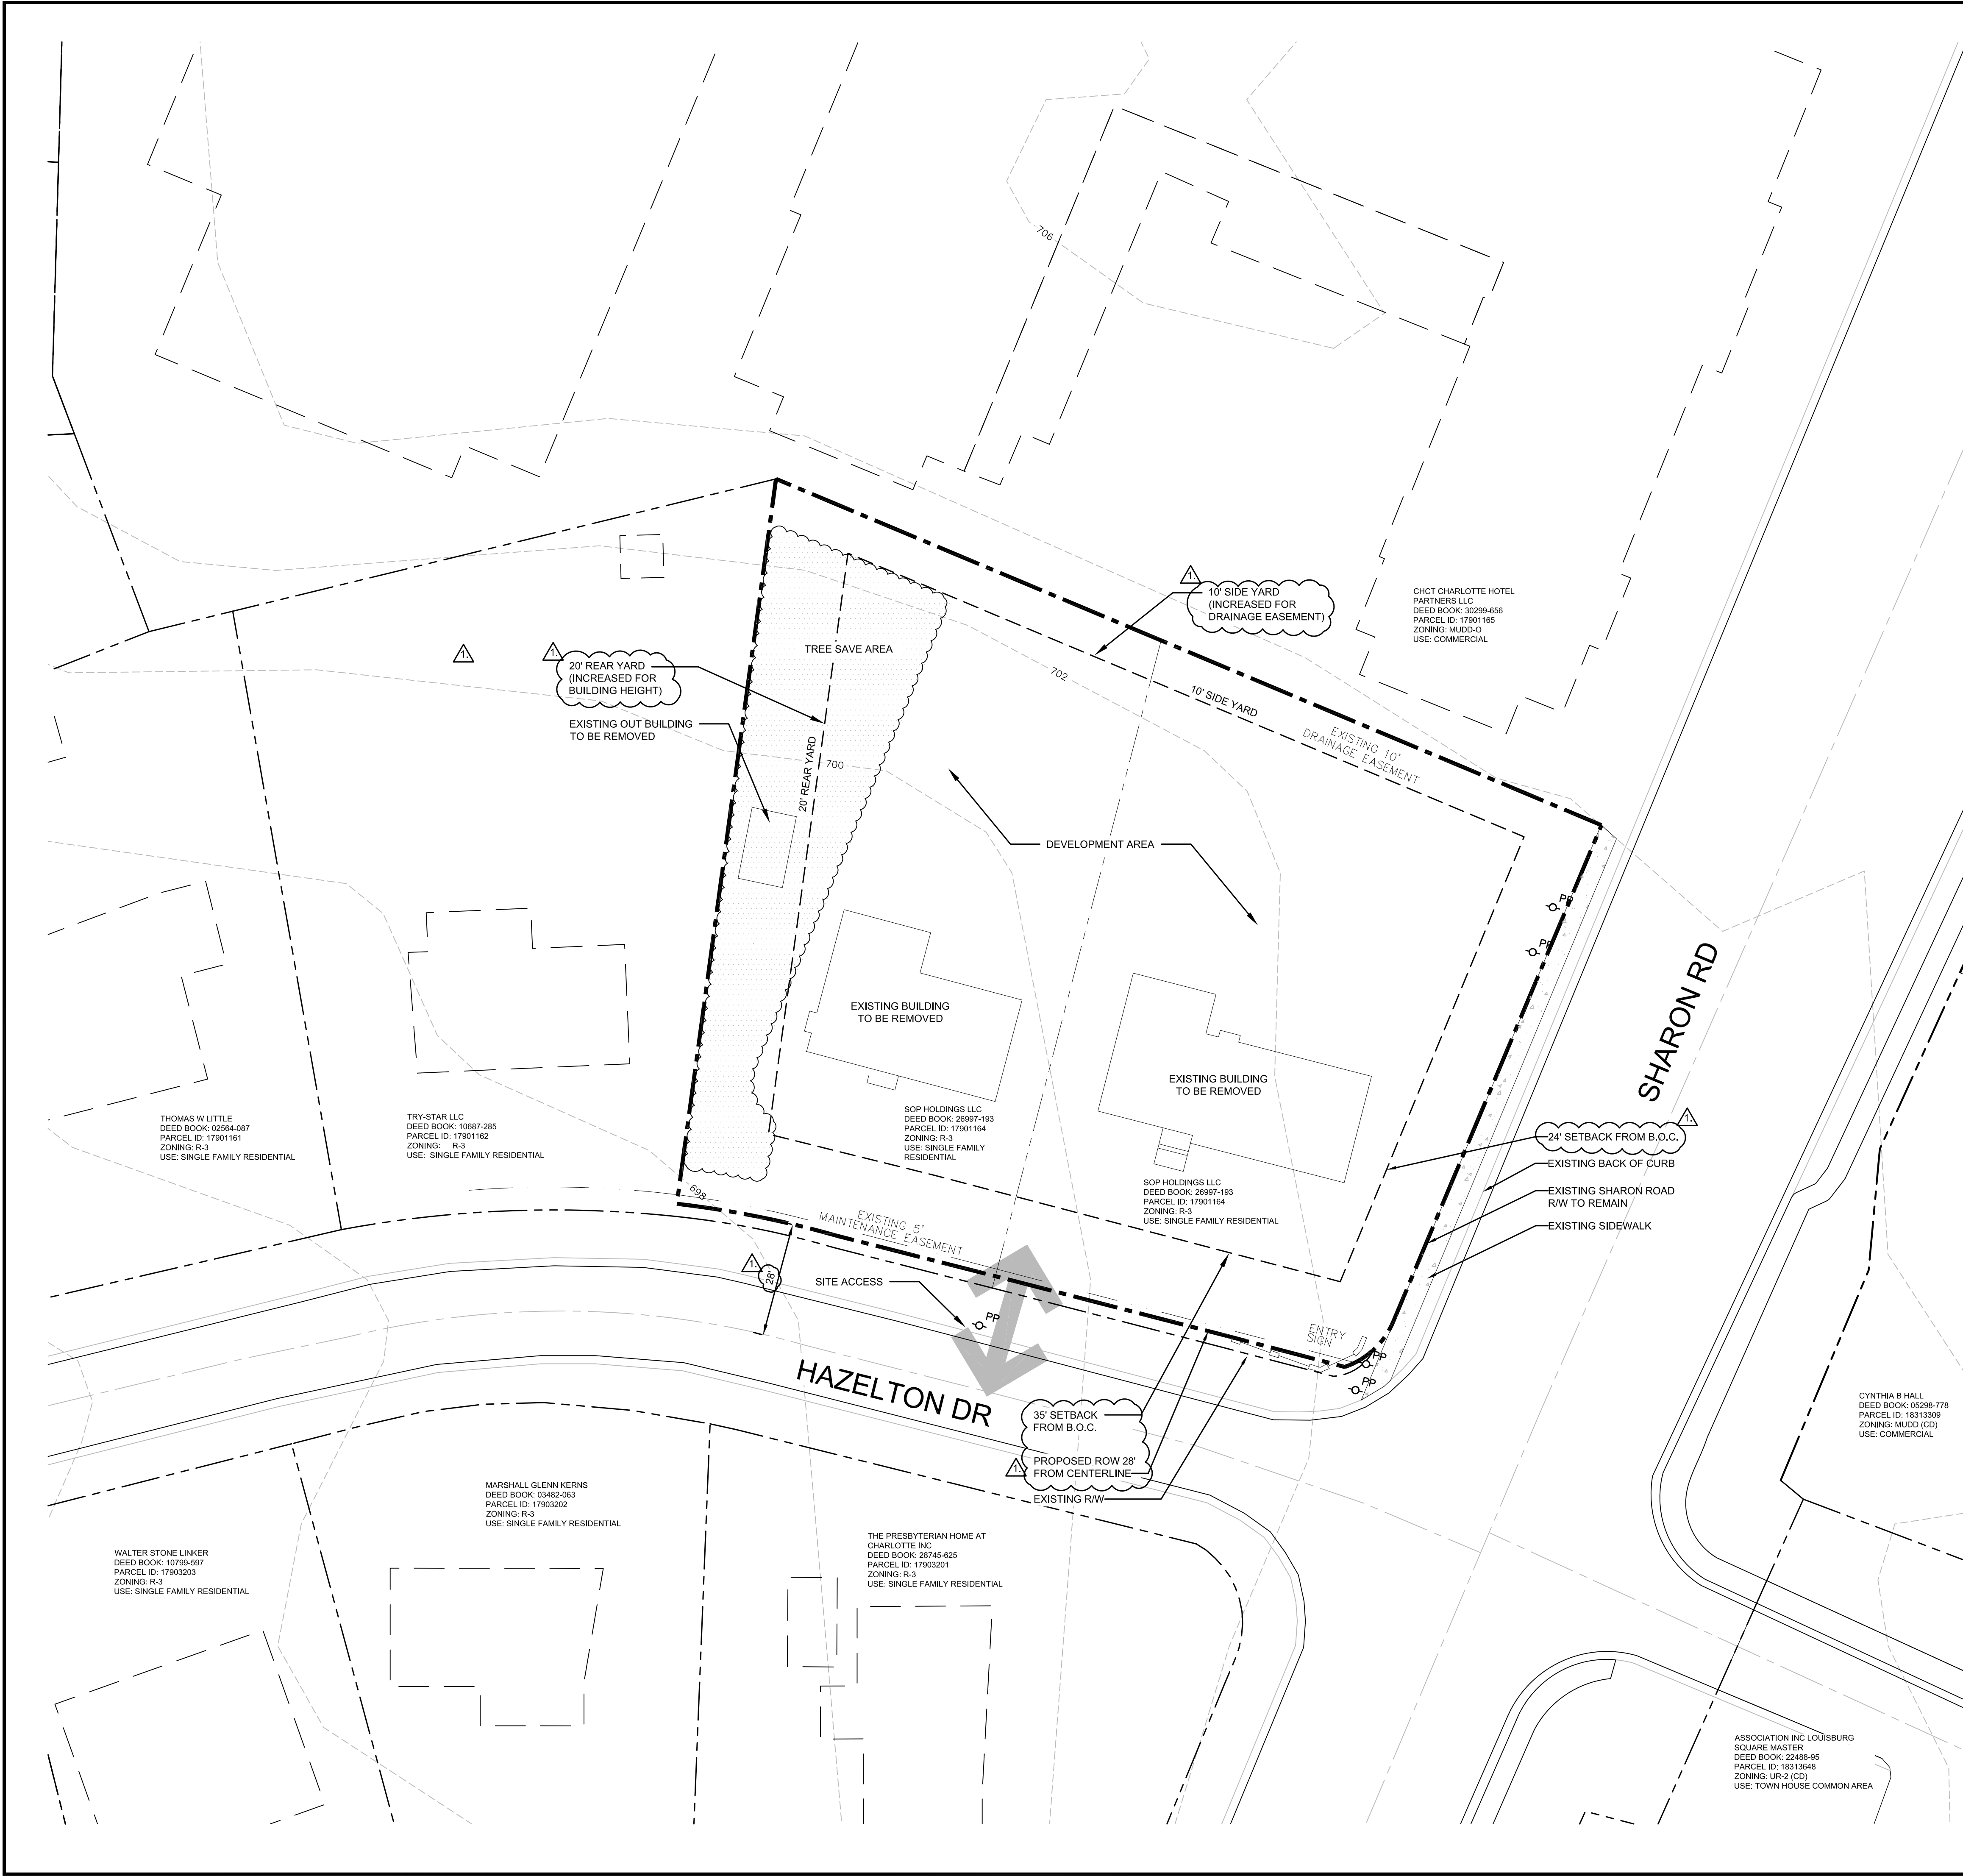 706
1.
10' SIDE YARD
(INCREASED FOR
DRAINAGE EASEMENT)
CHCT CHARLOTTE HOTEL
PARTNERS LLC
DEED BOOK: 30299-656
PARCEL ID: 17901165
ZONING: MUDD-O
USE: COMMERCIAL
1.
1.
20' REAR YARD
(INCREASED FOR
BUILDING HEIGHT)
TREE SAVE AREA
702
10' SIDE YARD
EXISTING 10'
DRAINAGE EASEMENT
EXISTING OUT BUILDING
TO BE REMOVED
700
20' REAR YARD
DEVELOPMENT AREA
PP
PP
SHARON RD
EXISTING BUILDING
TO BE REMOVED
EXISTING BUILDING
TO BE REMOVED
THOMAS W LITTLE
DEED BOOK: 02564-087
PARCEL ID: 17901161
ZONING: R-3
USE: SINGLE FAMILY RESIDENTIAL
TRY-STAR LLC
DEED BOOK: 10687-285
PARCEL ID: 17901162
ZONING: R-3
USE: SINGLE FAMILY RESIDENTIAL
SOP HOLDINGS LLC
DEED BOOK: 26997-193
PARCEL ID: 17901164
ZONING: R-3
USE: SINGLE FAMILY
RESIDENTIAL
SOP HOLDINGS LLC
DEED BOOK: 26997-193
PARCEL ID: 17901164
ZONING: R-3
USE: SINGLE FAMILY RESIDENTIAL
1.
24' SETBACK FROM B.O.C.
EXISTING BACK OF CURB
EXISTING SHARON ROAD
R/W TO REMAIN
EXISTING SIDEWALK
698
EXISTING 5'
MAINTENANCE EASEMENT
1.
28'
SITE ACCESS
PP
ENTRY
SIGN
PP
PP
HAZELTON DR
35' SETBACK
FROM B.O.C.
PROPOSED ROW 28'
FROM CENTERLINE
1.
EXISTING R/W
CYNTHIA B HALL
DEED BOOK: 05298-778
PARCEL ID: 18313309
ZONING: MUDD (CD)
USE: COMMERCIAL
MARSHALL GLENN KERNS
DEED BOOK: 03482-063
PARCEL ID: 17903202
ZONING: R-3
USE: SINGLE FAMILY RESIDENTIAL
WALTER STONE LINKER
DEED BOOK: 10799-597
PARCEL ID: 17903203
ZONING: R-3
USE: SINGLE FAMILY RESIDENTIAL
THE PRESBYTERIAN HOME AT
CHARLOTTE INC
DEED BOOK: 28745-625
PARCEL ID: 17903201
ZONING: R-3
USE: SINGLE FAMILY RESIDENTIAL
ASSOCIATION INC LOUISBURG
SQUARE MASTER
DEED BOOK: 22488-95
PARCEL ID: 18313648
ZONING: UR-2 (CD)
USE: TOWN HOUSE COMMON AREA